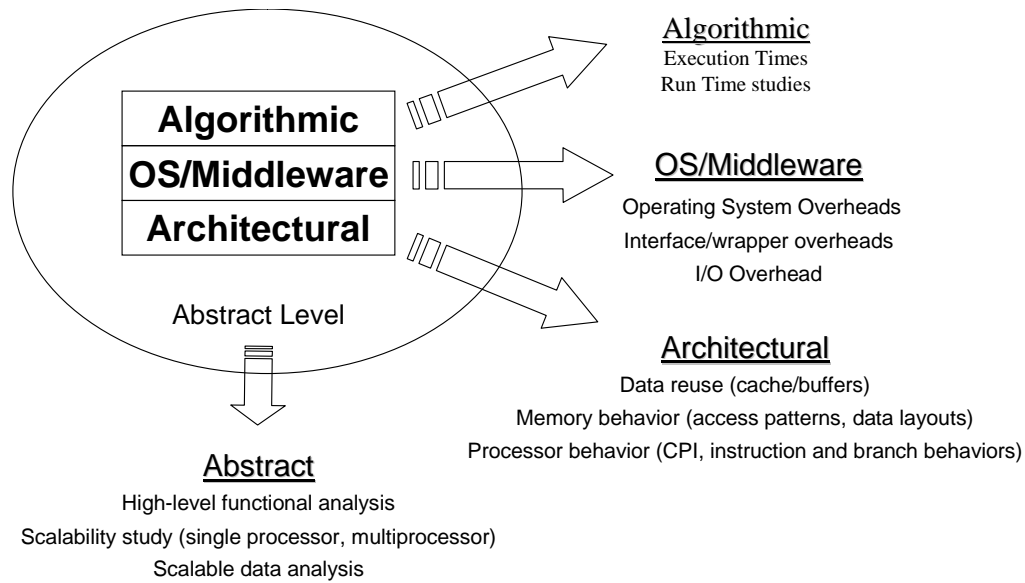 Algorithmic
OS/Middleware
Architectural
Abstract Level
Algorithmic
Execution Times
Run Time studies
OS/Middleware
Operating System Overheads
Interface/wrapper overheads
I/O Overhead
Architectural
Data reuse (cache/buffers)
Memory behavior (access patterns, data layouts)
Processor behavior (CPI, instruction and branch behaviors)
Abstract
High-level functional analysis
Scalability study (single processor, multiprocessor)
Scalable data analysis